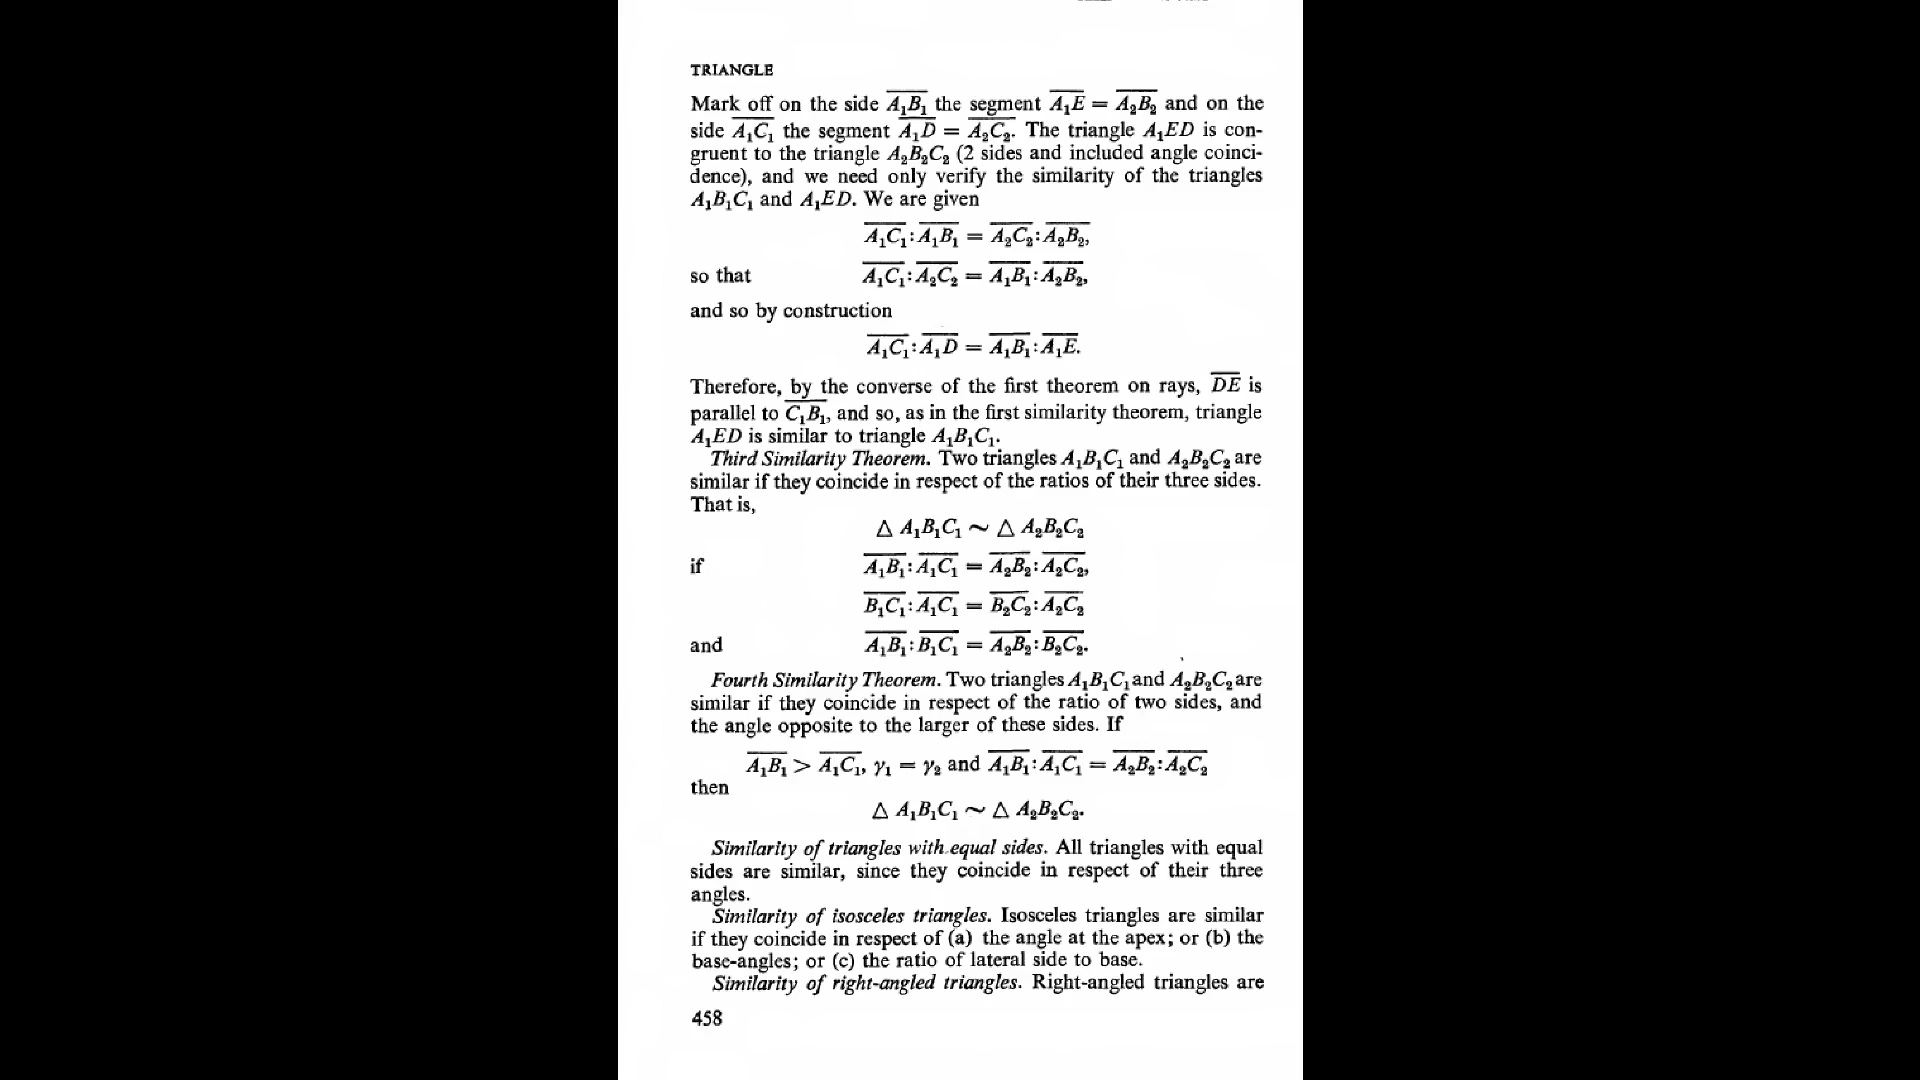 TRIANGLE
Mark off on the side A₁B₁ the segment A₁E = A₂B₂ and on the
side A₁C₁ the segment A₁D = A₂C₂. The triangle A₁ED is con-
gruent to the triangle A₂B₂C₂ (2 sides and included angle coinci-
dence), and we need only verify the similarity of the triangles
A₁B₁C₁ and A₁ED. We are given
A₁C₁:A₁B₁ = A₂C₂:A₂B₂,
so that A₁C₁:A₂C₂ = A₁B₁:A₂B₂,
and so by construction
A₁C₁:A₁D = A₁B₁:A₁E.
Therefore, by the converse of the first theorem on rays, DE is
parallel to C₁B₁, and so, as in the first similarity theorem, triangle
A₁ED is similar to triangle A₁B₁C₁.
Third Similarity Theorem. Two triangles A₁B₁C₁ and A₂B₂C₂ are
similar if they coincide in respect of the ratios of their three sides.
That is,
△ A₁B₁C₁ ~ △ A₂B₂C₂
if A₁B₁:A₁C₁ = A₂B₂:A₂C₂,
B₁C₁:A₁C₁ = B₂C₂:A₂C₂
and A₁B₁:B₁C₁ = A₂B₂:B₂C₂.
Fourth Similarity Theorem. Two triangles A₁B₁C₁ and A₂B₂C₂ are
similar if they coincide in respect of the ratio of two sides, and
the angle opposite to the larger of these sides. If
A₁B₁ > A₁C₁, γ₁ = γ₂ and A₁B₁:A₁C₁ = A₂B₂:A₂C₂
then
△ A₁B₁C₁ ~ △ A₂B₂C₂.
Similarity of triangles with equal sides. All triangles with equal
sides are similar, since they coincide in respect of their three
angles.
Similarity of isosceles triangles. Isosceles triangles are similar
if they coincide in respect of (a) the angle at the apex; or (b) the
base-angles; or (c) the ratio of lateral side to base.
Similarity of right-angled triangles. Right-angled triangles are
458